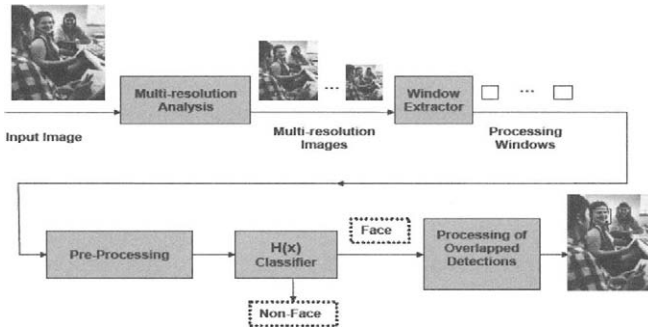 Multi-resolution
Analysis
...
Window
Extractor
...
Input Image
Multi-resolution
Images
Processing
Windows
Pre-Processing
H(x)
Classifier
Face
Processing of
Overlapped
Detections
Non-Face